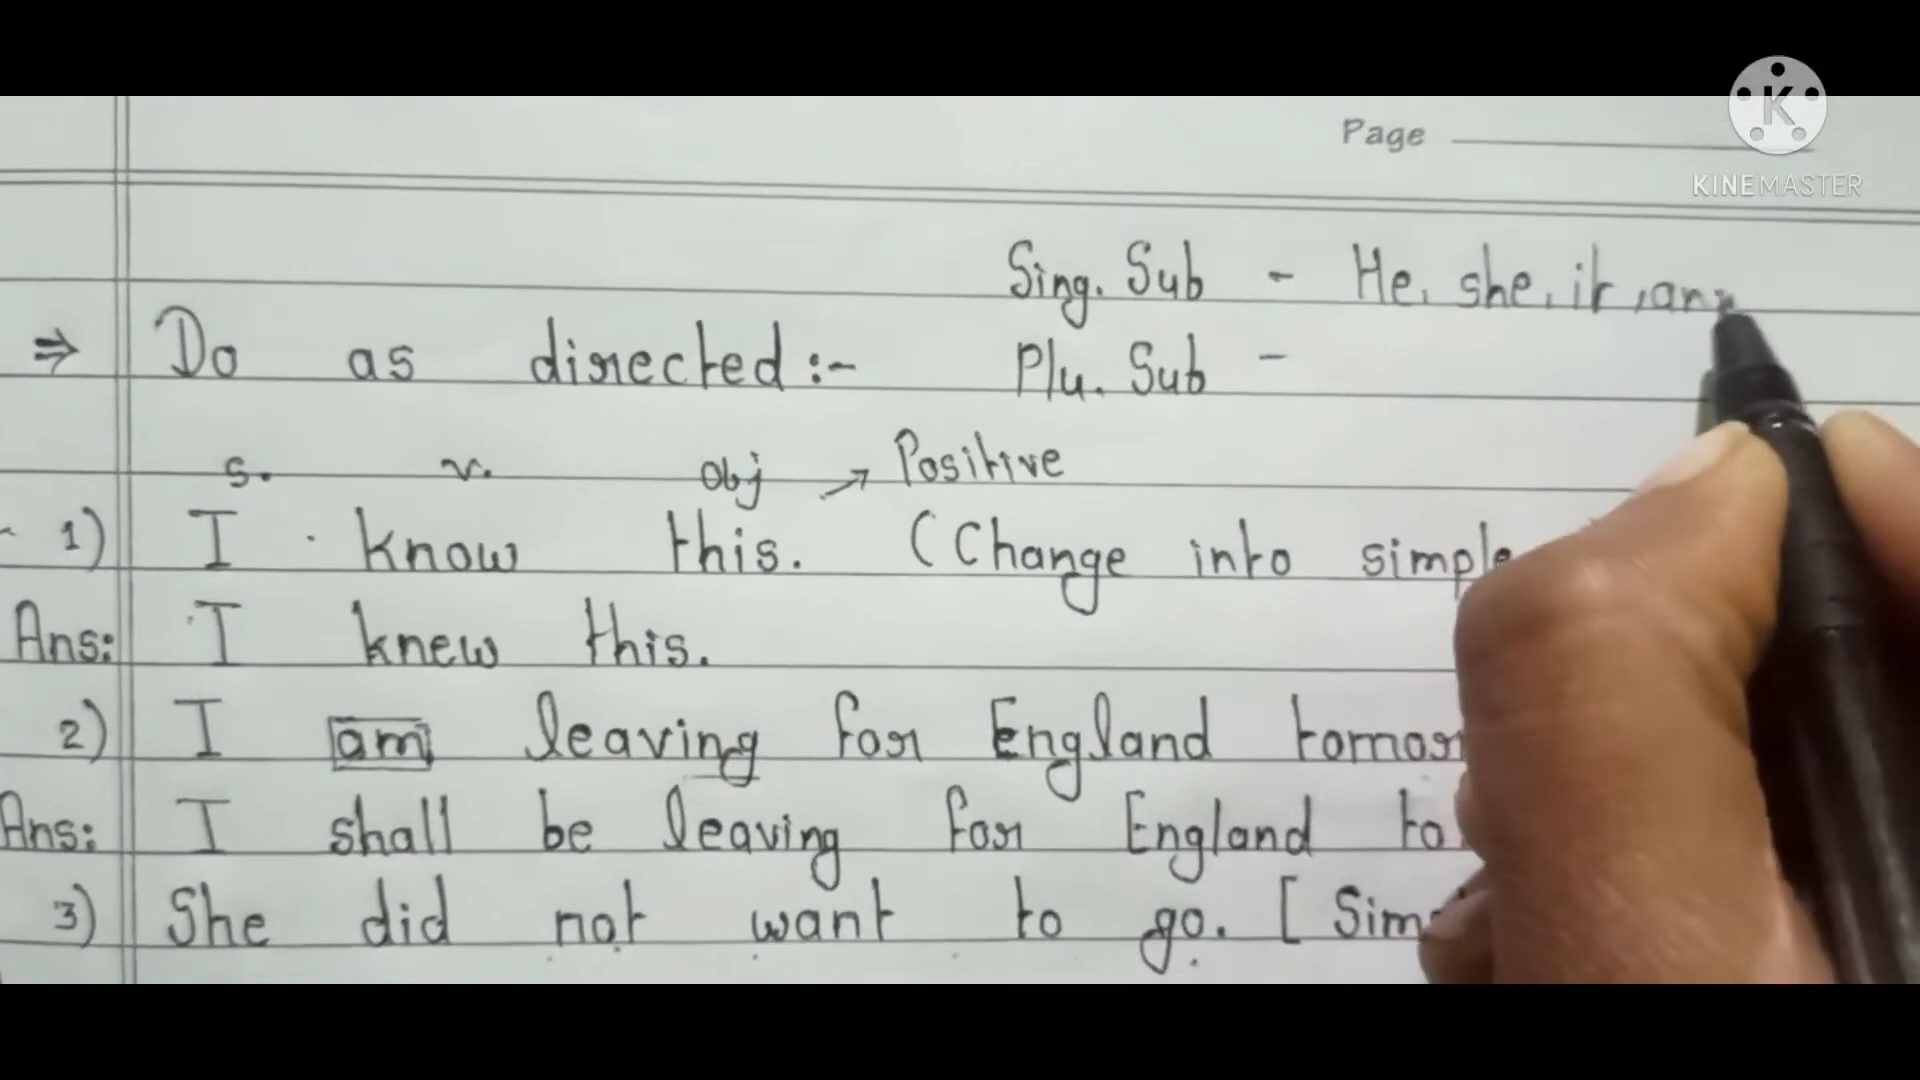 Page
KINEMASTER
Sing. Sub - He, she, it, any
⇒ Do as directed :- Plu. Sub -
s. v. Obj → Positive
1) I know this. (Change into simple
Ans: I knew this.
2) I am leaving for England
Ans: I shall be leaving for England
3) She did not want to go. [